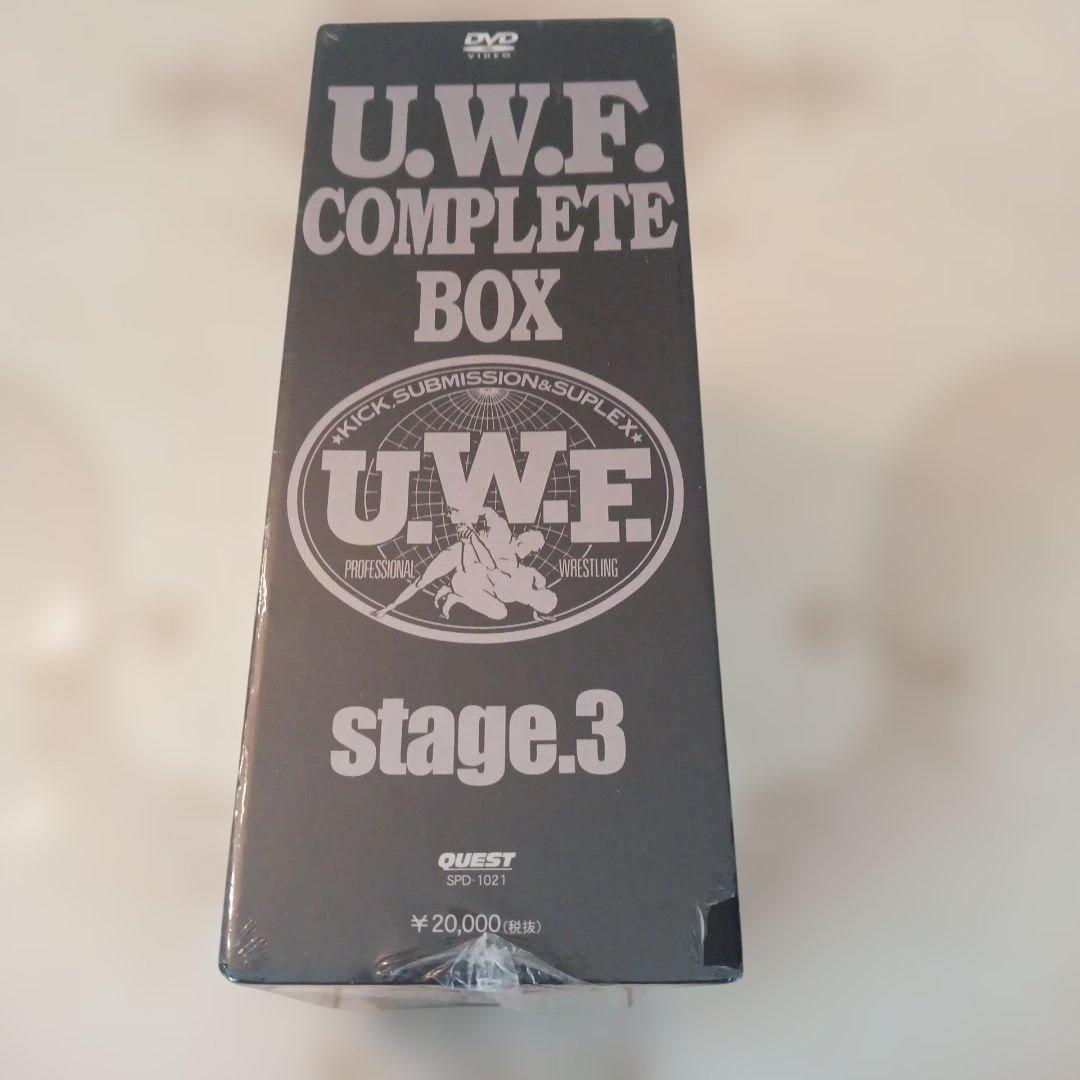 DVD
VIDEO
U.W.F.
COMPLETE
BOX
★KICK, SUBMISSION & SUPLEX★
U.W.F.
PROFESSIONAL WRESTLING
stage.3
QUEST
SPD-1021
¥20,000(税抜)